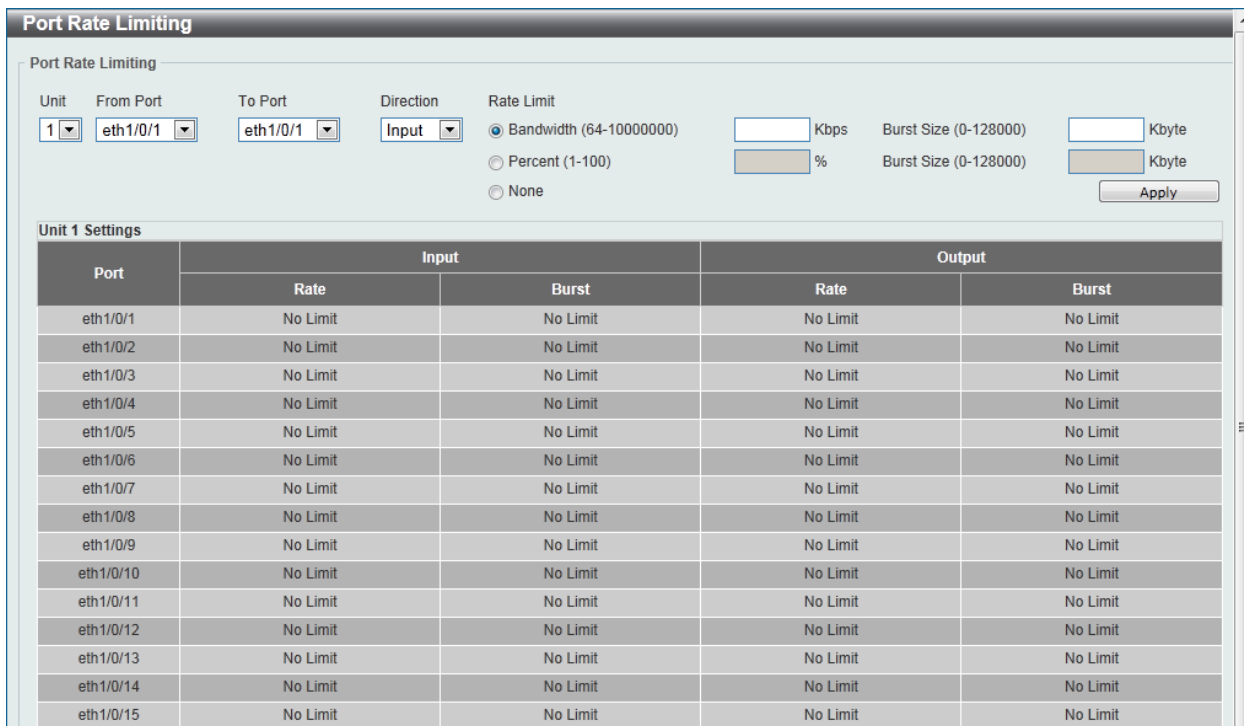 Port Rate Limiting
Port Rate Limiting
Unit From Port To Port Direction Rate Limit
1 eth1/0/1 eth1/0/1 Input Bandwidth (64-10000000) Kbps Burst Size (0-128000) Kbyte
Percent (1-100) % Burst Size (0-128000) Kbyte
None Apply
Unit 1 Settings
Port Input Output
Rate Burst Rate Burst
eth1/0/1 No Limit No Limit No Limit No Limit
eth1/0/2 No Limit No Limit No Limit No Limit
eth1/0/3 No Limit No Limit No Limit No Limit
eth1/0/4 No Limit No Limit No Limit No Limit
eth1/0/5 No Limit No Limit No Limit No Limit
eth1/0/6 No Limit No Limit No Limit No Limit
eth1/0/7 No Limit No Limit No Limit No Limit
eth1/0/8 No Limit No Limit No Limit No Limit
eth1/0/9 No Limit No Limit No Limit No Limit
eth1/0/10 No Limit No Limit No Limit No Limit
eth1/0/11 No Limit No Limit No Limit No Limit
eth1/0/12 No Limit No Limit No Limit No Limit
eth1/0/13 No Limit No Limit No Limit No Limit
eth1/0/14 No Limit No Limit No Limit No Limit
eth1/0/15 No Limit No Limit No Limit No Limit